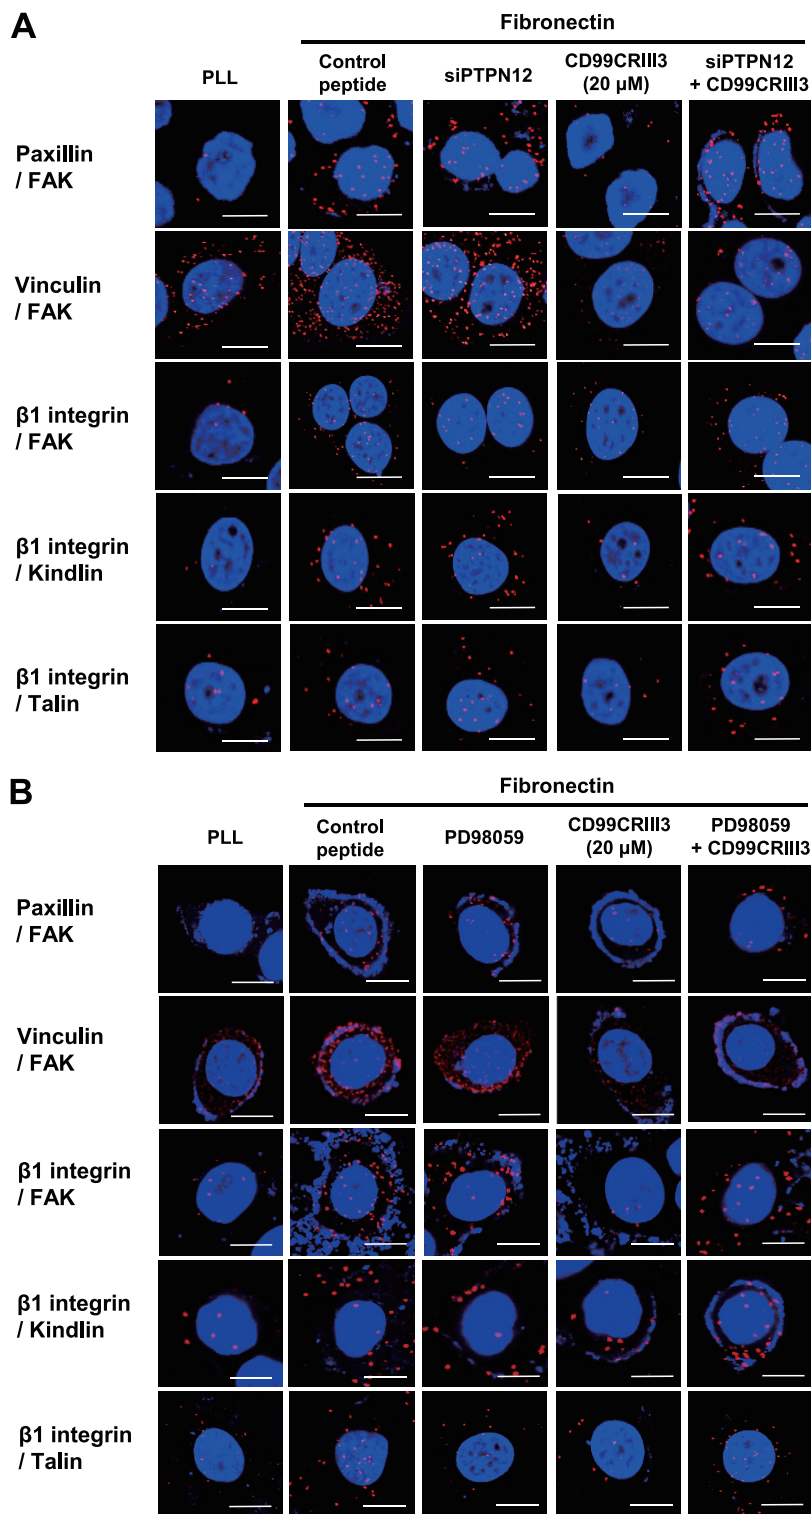 A
Fibronectin
PLL
Control
peptide
siPTPN12
CD99CRIII3
(20 μM)
siPTPN12
+ CD99CRIII3
Paxillin
/ FAK
Vinculin
/ FAK
β1 integrin
/ FAK
β1 integrin
/ Kindlin
β1 integrin
/ Talin
B
Fibronectin
PLL
Control
peptide
PD98059
CD99CRIII3
(20 μM)
PD98059
+ CD99CRIII3
Paxillin
/ FAK
Vinculin
/ FAK
β1 integrin
/ FAK
β1 integrin
/ Kindlin
β1 integrin
/ Talin